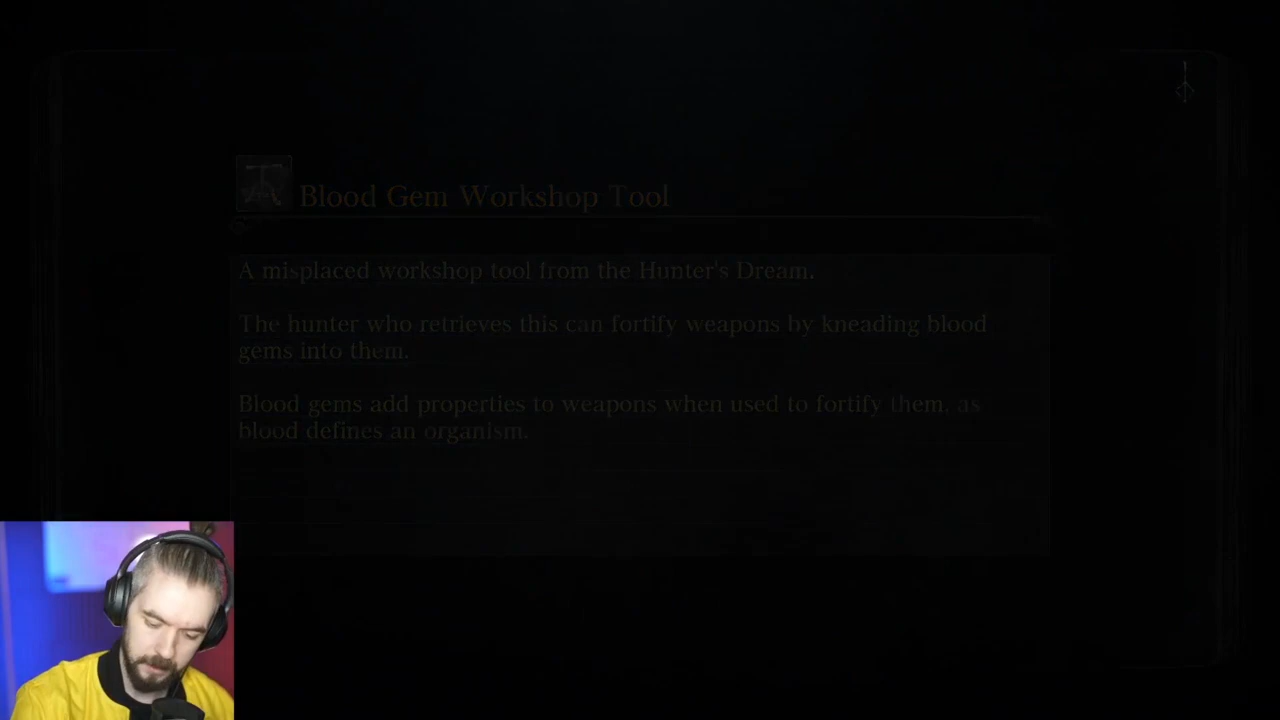 Blood Gem Workshop Tool
A misplaced workshop tool from the Hunter's Dream.
The hunter who retrieves this can fortify weapons by kneading blood
gems into them.
Blood gems add properties to weapons when used to fortify them, as
blood defines an organism.